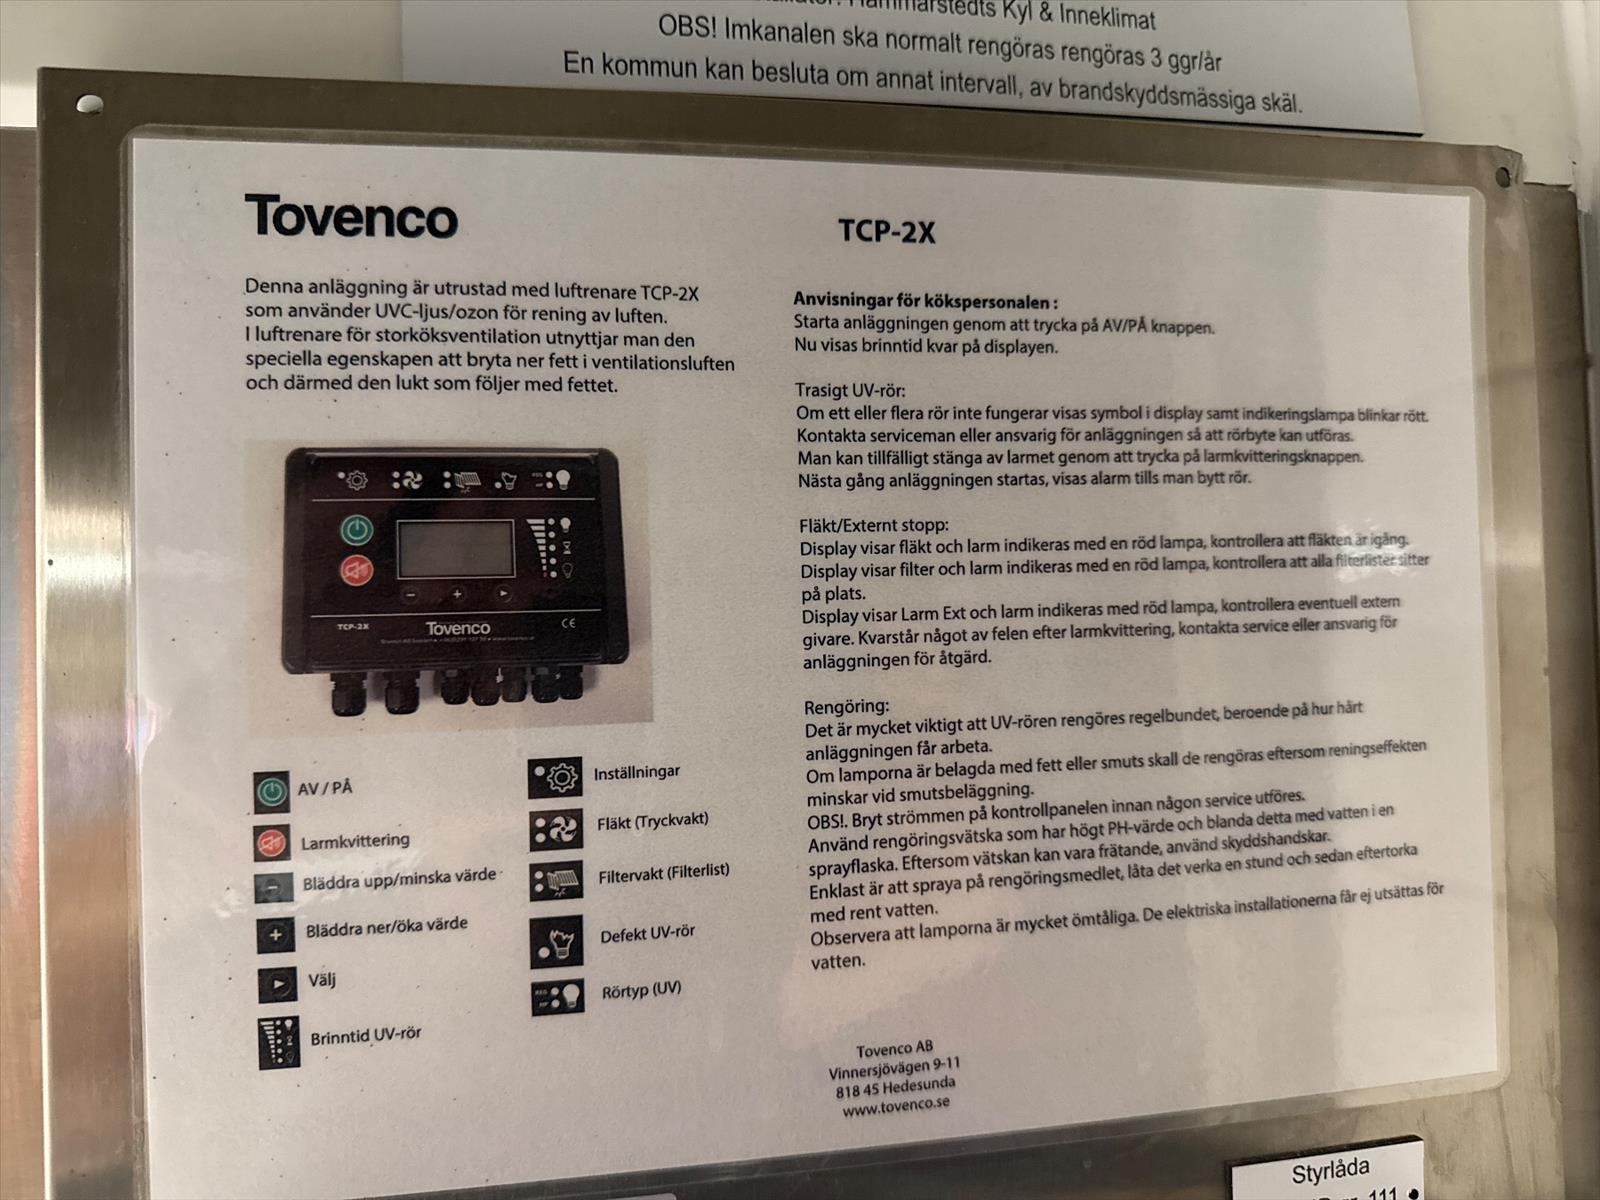 Hammarstedts Kyl & Inneklimat
OBS! Imkanalen ska normalt rengöras rengöras 3 ggr/år
En kommun kan besluta om annat intervall, av brandskyddsmässiga skäl.
Tovenco
Denna anläggning är utrustad med luftrenare TCP-2X
som använder UVC-ljus/ozon för rening av luften.
I luftrenare för storköksventilation utnyttjar man den
speciella egenskapen att bryta ner fett i ventilationsluften
och därmed den lukt som följer med fettet.
TCP-2X
Tovenco
CE
AV / PÅ
Larmkvittering
Bläddra upp/minska värde
Bläddra ner/öka värde
Välj
Brinntid UV-rör
Inställningar
Fläkt (Tryckvakt)
Filtervakt (Filterlist)
Defekt UV-rör
Rörtyp (UV)
TCP-2X
Anvisningar för kökspersonalen :
Starta anläggningen genom att trycka på AV/PÅ knappen.
Nu visas brinntid kvar på displayen.
Trasigt UV-rör:
Om ett eller flera rör inte fungerar visas symbol i display samt indikeringslampa blinkar rött.
Kontakta serviceman eller ansvarig för anläggningen så att rörbyte kan utföras.
Man kan tillfälligt stänga av larmet genom att trycka på larmkvitteringsknappen.
Nästa gång anläggningen startas, visas alarm tills man bytt rör.
Fläkt/Externt stopp:
Display visar fläkt och larm indikeras med en röd lampa, kontrollera att fläkten är igång.
Display visar filter och larm indikeras med en röd lampa, kontrollera att alla filterlister sitter
på plats.
Display visar Larm Ext och larm indikeras med röd lampa, kontrollera eventuell extern
givare. Kvarstår något av felen efter larmkvittering, kontakta service eller ansvarig för
anläggningen för åtgärd.
Rengöring:
Det är mycket viktigt att UV-rören rengöres regelbundet, beroende på hur hårt
anläggningen får arbeta.
Om lamporna är belagda med fett eller smuts skall de rengöras eftersom reningseffekten
minskar vid smutsbeläggning.
OBS!. Bryt strömmen på kontrollpanelen innan någon service utföres.
Använd rengöringsvätska som har högt PH-värde och blanda detta med vatten i en
sprayflaska. Eftersom vätskan kan vara frätande, använd skyddshandskar.
Enklast är att spraya på rengöringsmedlet, låta det verka en stund och sedan eftertorka
med rent vatten.
Observera att lamporna är mycket ömtåliga. De elektriska installationerna får ej utsättas för
vatten.
Tovenco AB
Vinnersjövägen 9-11
818 45 Hedesunda
www.tovenco.se
Styrlåda
111